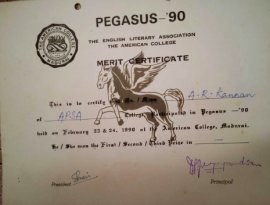 PEGASUS -'90
THE ENGLISH LITERARY ASSOCIATION
THE AMERICAN COLLEGE
MERIT CERTIFICATE
This is to certify Mr. / Miss A-R-Kannan
of APSA College, Participated in Pegasus -'90
held on February 23 & 24, 1990 at the American College, Madurai.
He / She won the First / Second / Third Prize in —
President
Principal